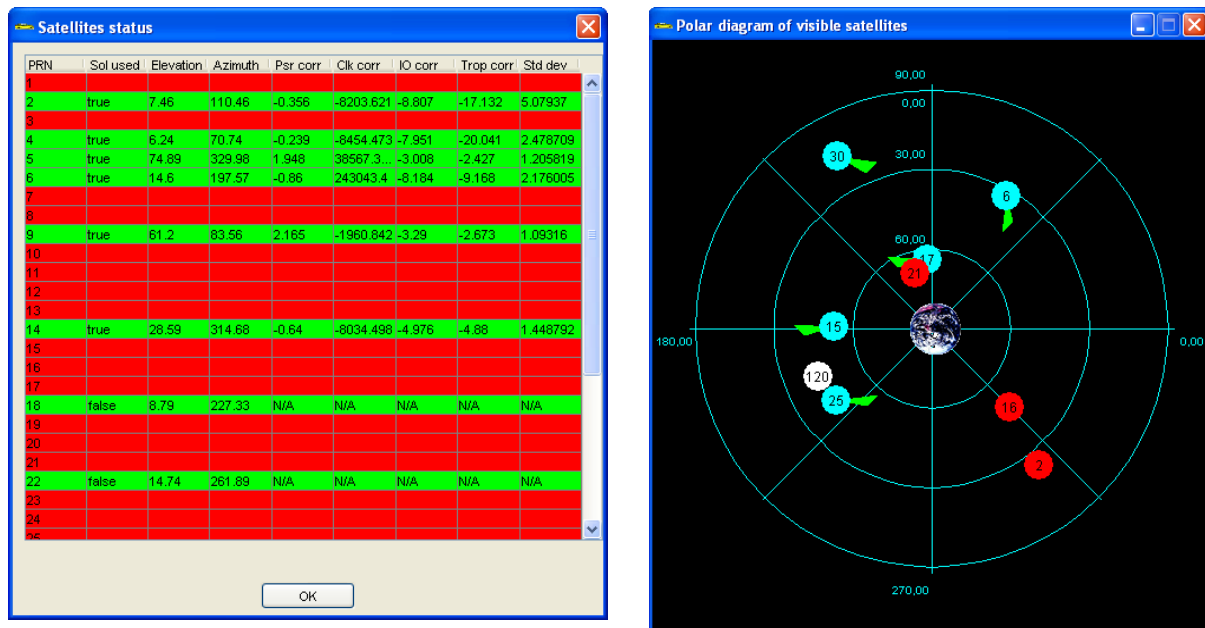 Satellites status
PRN Sol used Elevation Azimuth Psr corr Clk corr IO corr Trop corr Std dev
1
2 true 7.46 110.46 -0.356 -8203.621 -8.807 -17.132 5.07937
3
4 true 6.24 70.74 -0.239 -8454.473 -7.951 -20.041 2.478709
5 true 74.89 329.98 1.948 38567.3... -3.008 -2.427 1.205819
6 true 14.6 197.57 -0.86 243043.4 -8.184 -9.168 2.176005
7
8
9 true 61.2 83.56 2.165 -1960.842 -3.29 -2.673 1.09316
10
11
12
13
14 true 28.59 314.68 -0.64 -8034.498 -4.976 -4.88 1.448792
15
16
17
18 false 8.79 227.33 N/A N/A N/A N/A N/A
19
20
21
22 false 14.74 261.89 N/A N/A N/A N/A N/A
23
24
25
OK
Polar diagram of visible satellites
90,00
0,00
30
30,00
6
60,00
17
21
15
180,00
0,00
120
25
16
2
270,00